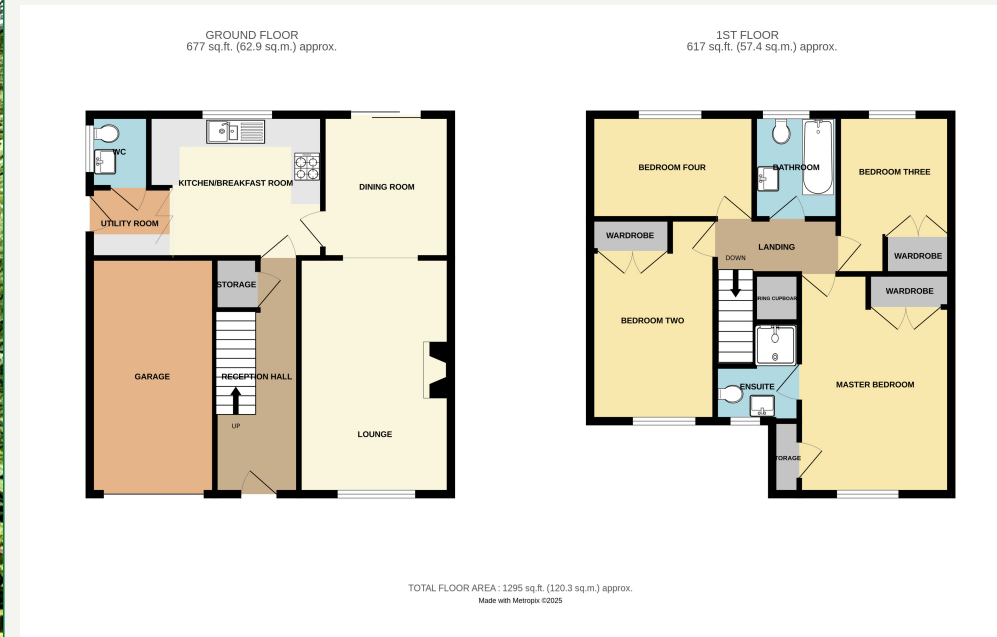 GROUND FLOOR
677 sq.ft. (62.9 sq.m.) approx.
1ST FLOOR
617 sq.ft. (57.4 sq.m.) approx.
WC
KITCHEN/BREAKFAST ROOM
DINING ROOM
UTILITY ROOM
STORAGE
GARAGE
RECEPTION HALL
UP
LOUNGE
BEDROOM FOUR
BATHROOM
BEDROOM THREE
WARDROBE
LANDING
WARDROBE
DOWN
WARDROBE
IRING CUPBOAR
BEDROOM TWO
MASTER BEDROOM
ENSUITE
TORAGE
TOTAL FLOOR AREA : 1295 sq.ft. (120.3 sq.m.) approx.
Made with Metropix ©2025